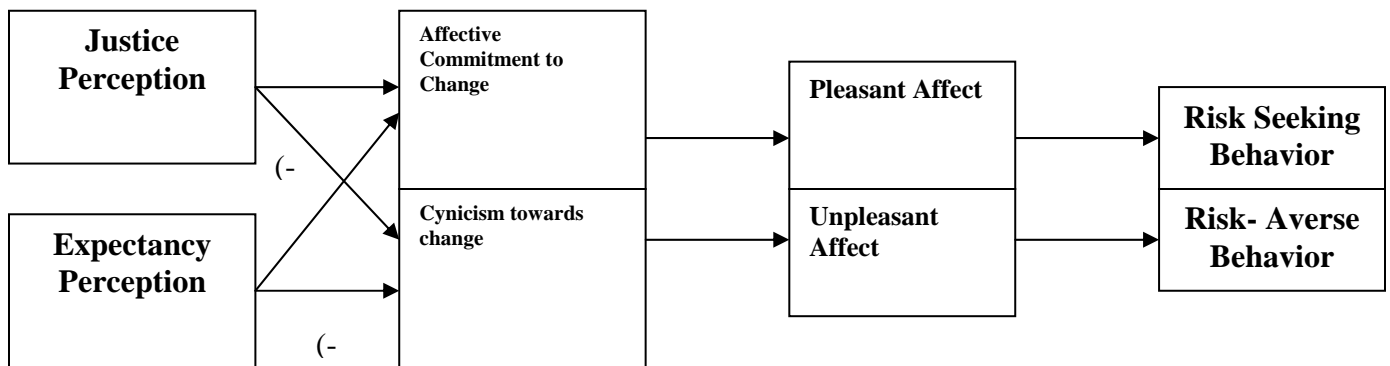 Justice
Perception
Affective
Commitment to
Change
Pleasant Affect
Risk Seeking
Behavior
(-
Expectancy
Perception
Cynicism towards
change
Unpleasant
Affect
Risk- Averse
Behavior
(-